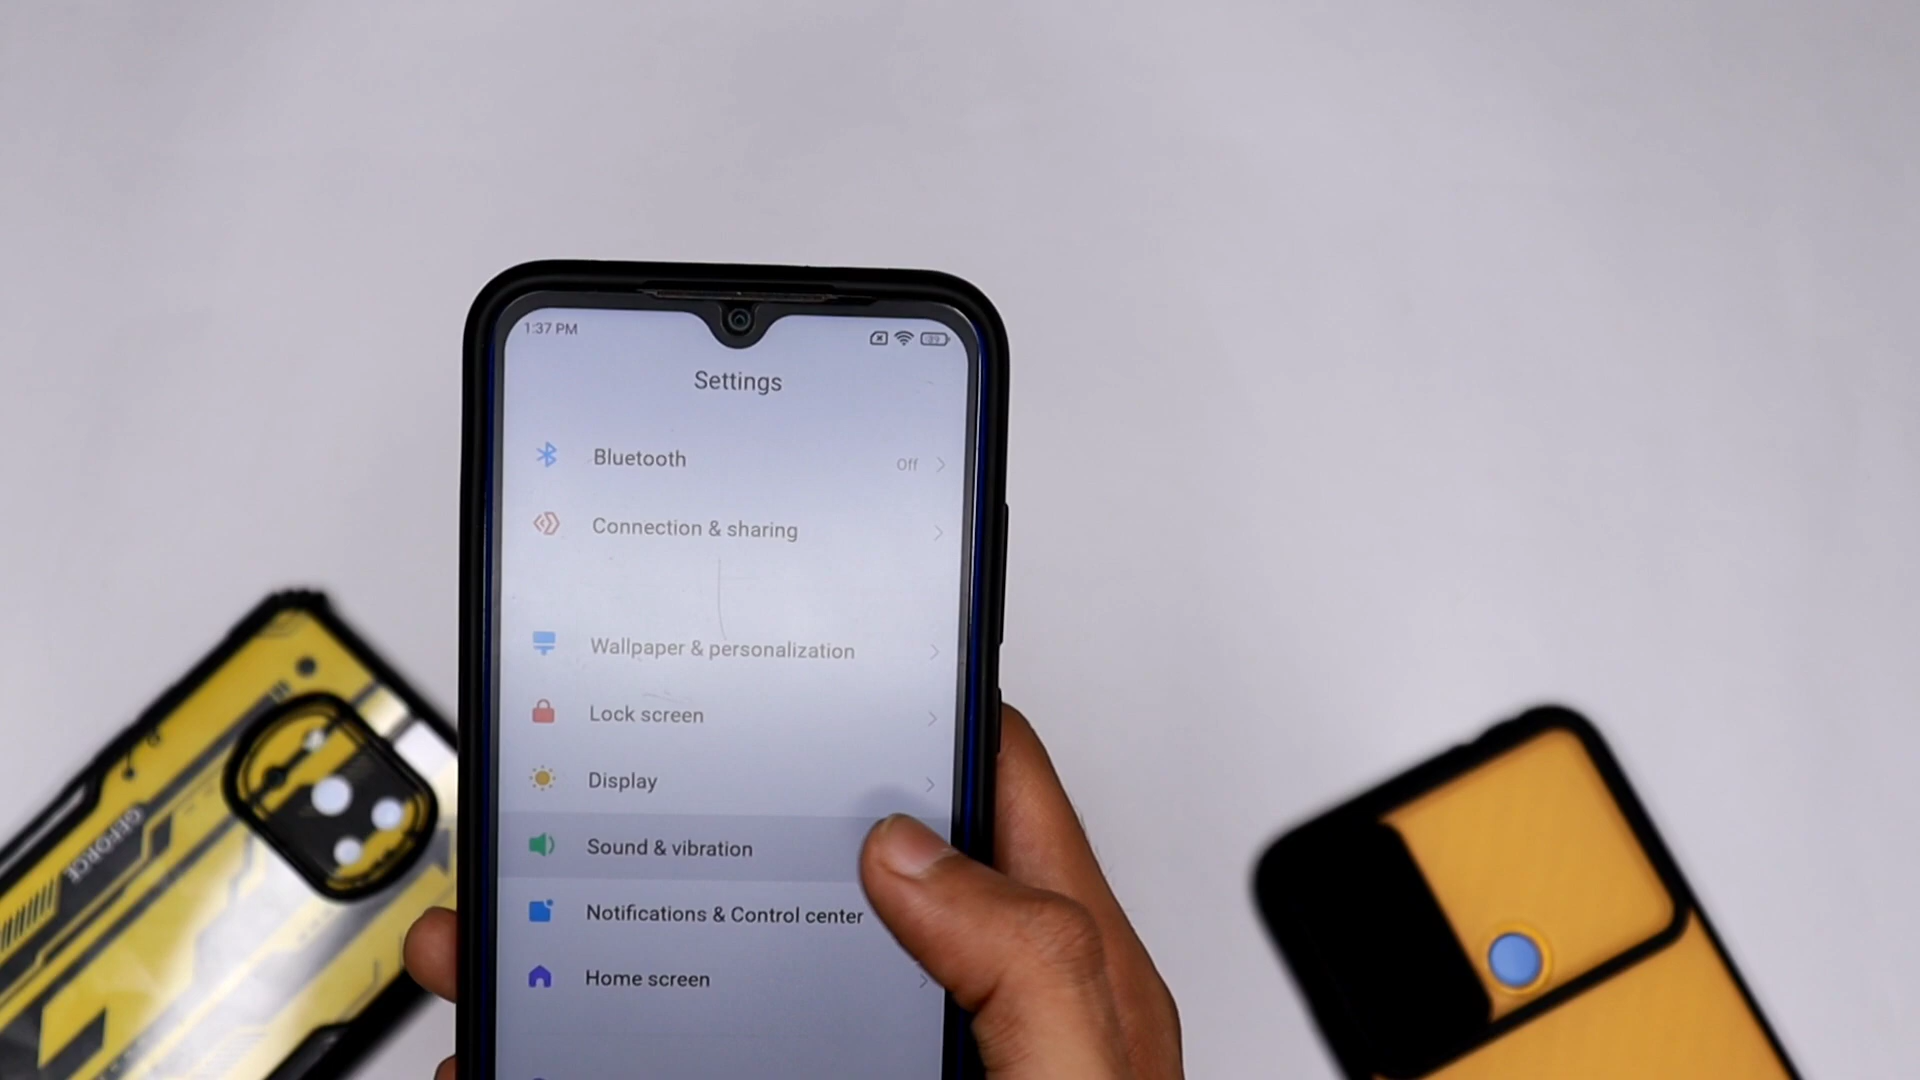 1:37 PM
Settings
Bluetooth Off
Connection & sharing
Wallpaper & personalization
Lock screen
Display
Sound & vibration
Notifications & Control center
Home screen
GEFORCE